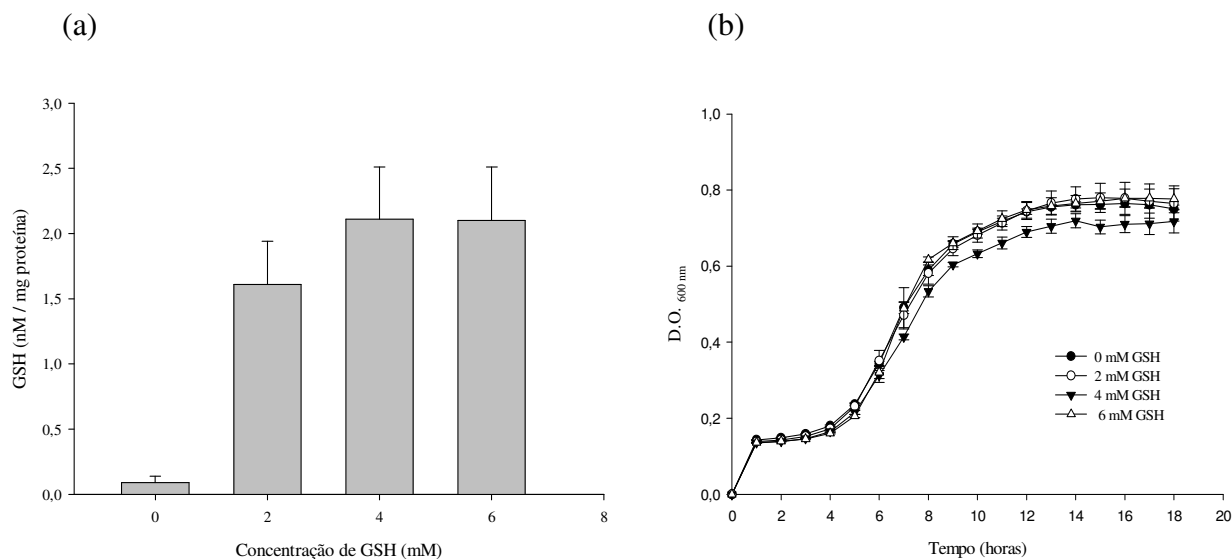 (a)
3,0
2,5
2,0
1,5
1,0
0,5
0,0
GSH (nM / mg proteína)
0 2 4 6 8
Concentração de GSH (mM)
(b)
1,0
0,8
0,6
0,4
0,2
0,0
D.O. 600 nm
0 mM GSH
2 mM GSH
4 mM GSH
6 mM GSH
0 2 4 6 8 10 12 14 16 18 20
Tempo (horas)